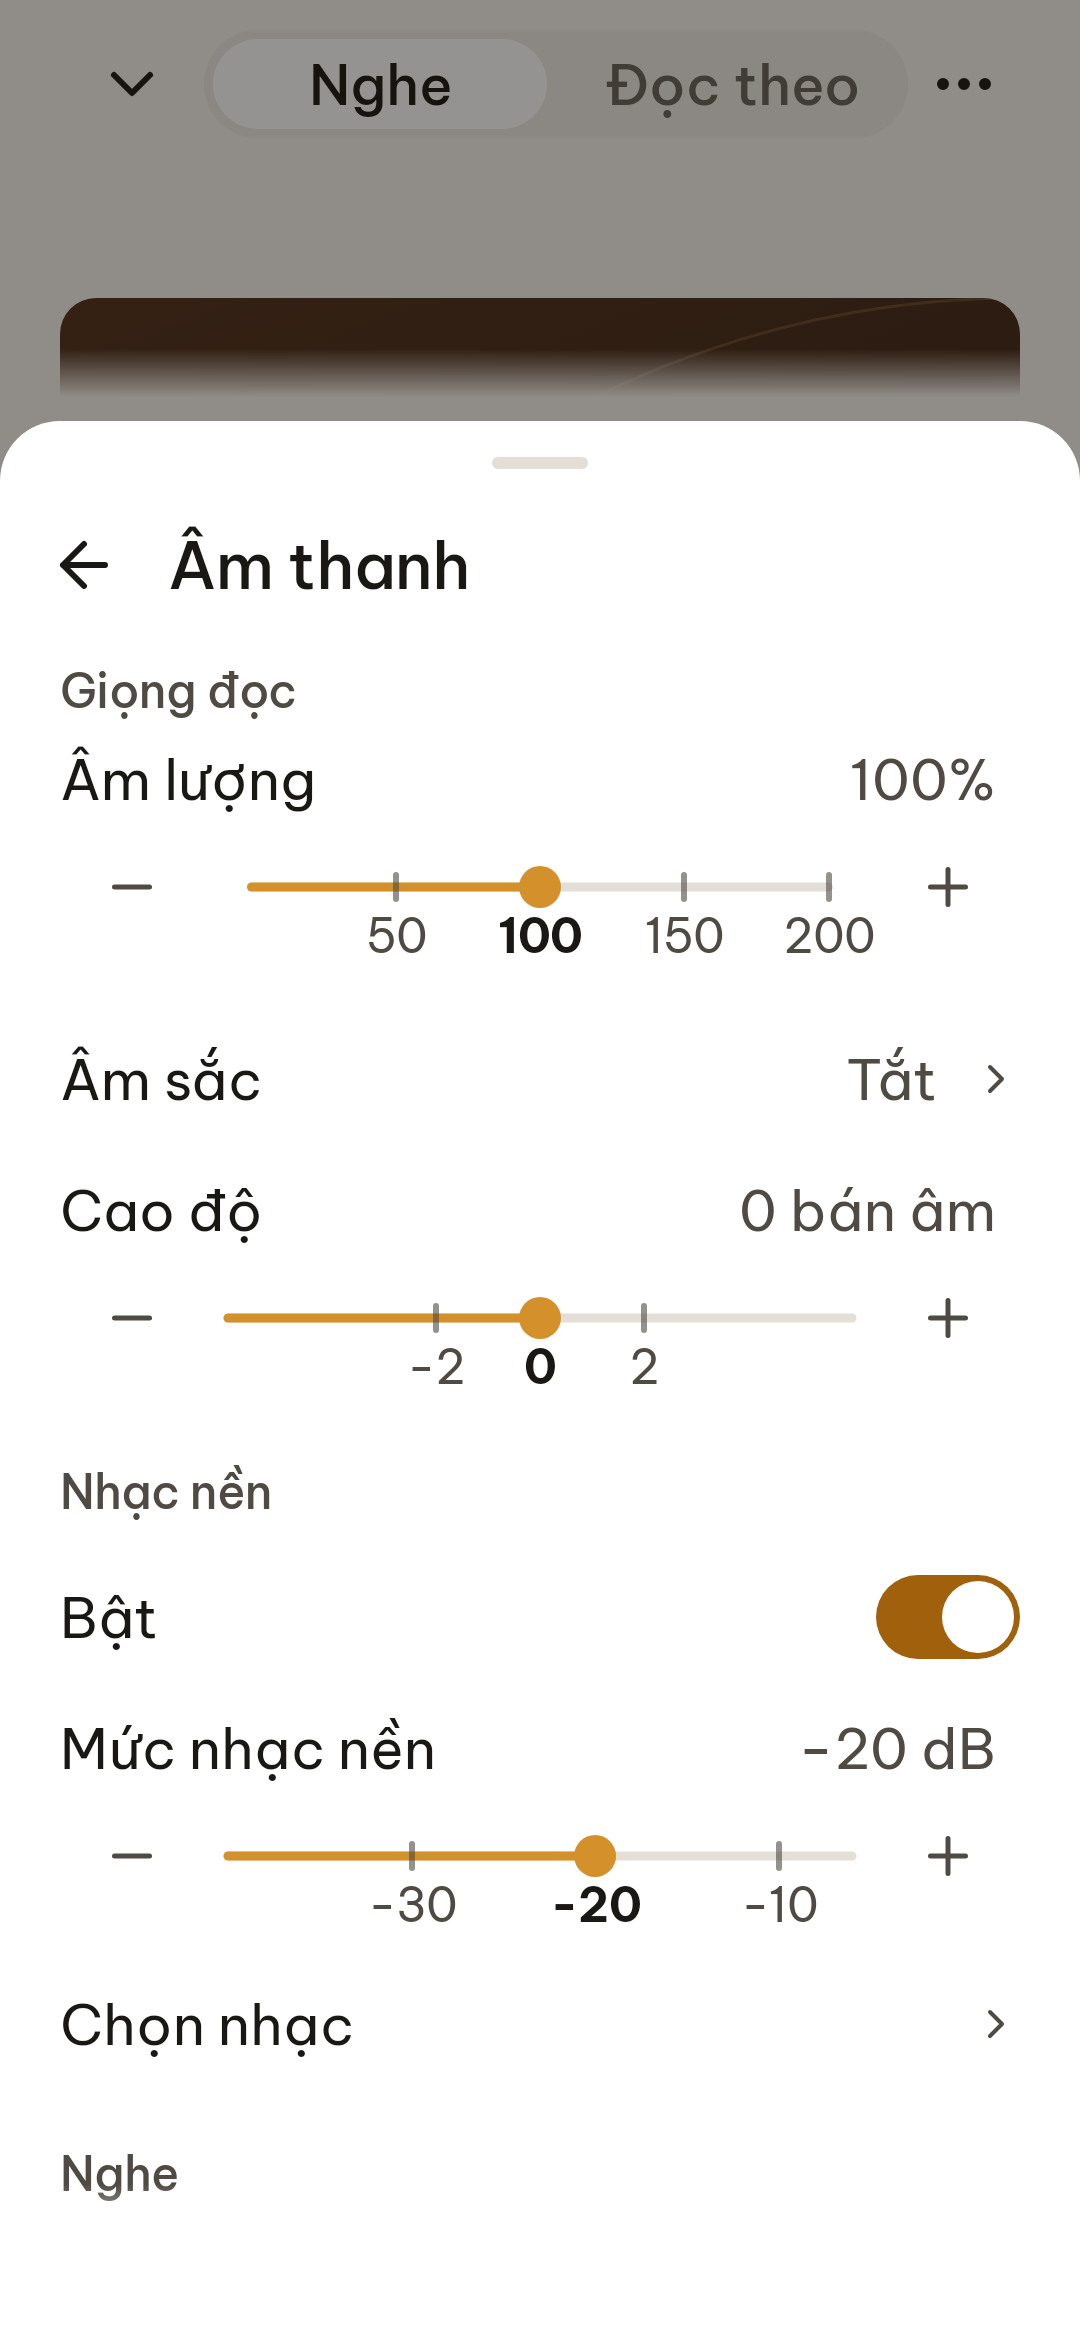 Nghe Đọc theo
Âm thanh
Giọng đọc
Âm lượng 100%
50 100 150 200
Âm sắc Tắt
Cao độ 0 bán âm
-2 0 2
Nhạc nền
Bật
Mức nhạc nền -20 dB
-30 -20 -10
Chọn nhạc
Nghe